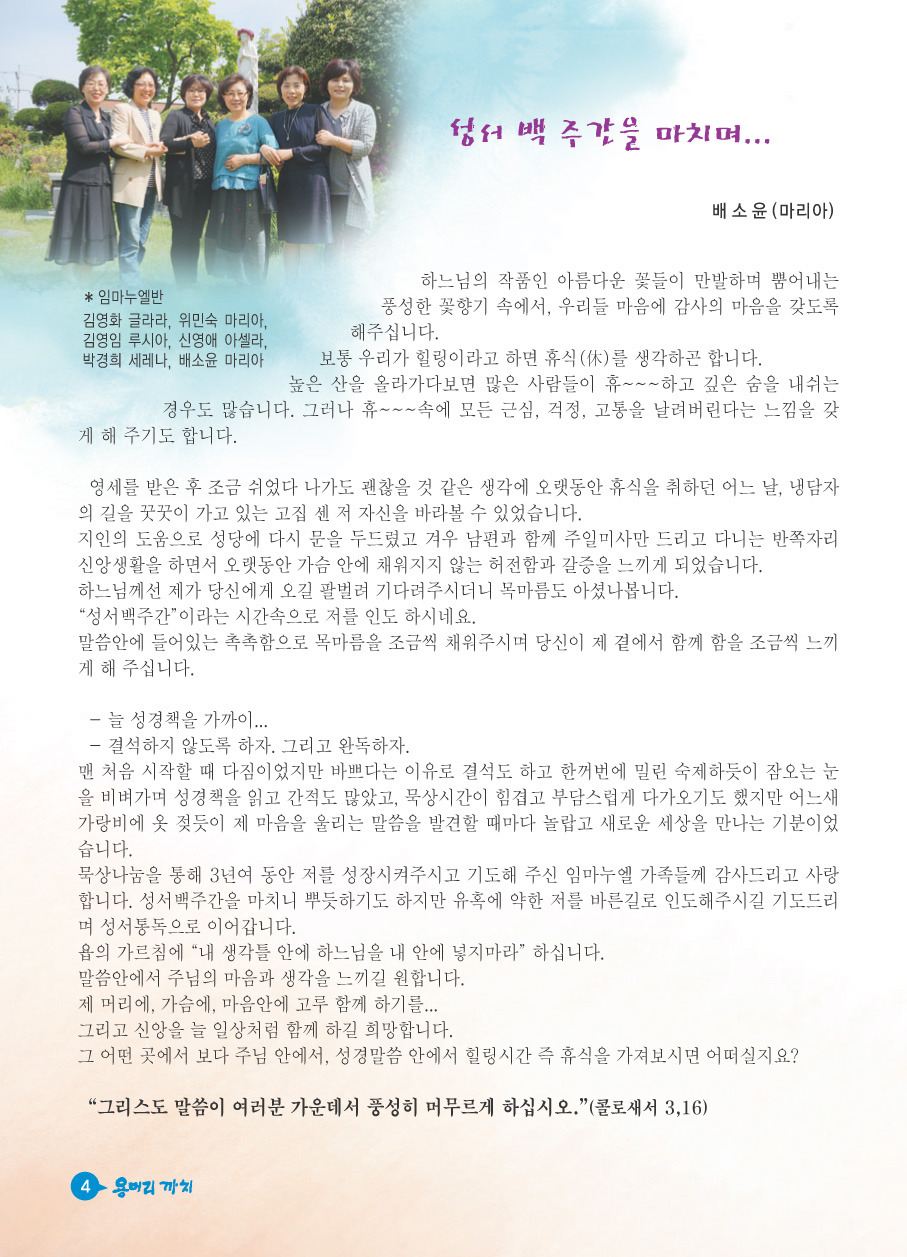 성서 백 주간을 마치며...
배 소 윤 (마리아)
＊임마누엘반
김영화 글라라, 위민숙 마리아,
김영임 루시아, 신영애 아셀라,
박경희 세레나, 배소윤 마리아
하느님의 작품인 아름다운 꽃들이 만발하며 뿜어내는
풍성한 꽃향기 속에서, 우리들 마음에 감사의 마음을 갖도록
해주십니다.
보통 우리가 힐링이라고 하면 휴식(休)를 생각하곤 합니다.
높은 산을 올라가다보면 많은 사람들이 휴~~~하고 깊은 숨을 내쉬는
경우도 많습니다. 그러나 휴~~~속에 모든 근심, 걱정, 고통을 날려버린다는 느낌을 갖
게 해 주기도 합니다.
영세를 받은 후 조금 쉬었다 나가도 괜찮을 것 같은 생각에 오랫동안 휴식을 취하던 어느 날, 냉담자
의 길을 꿋꿋이 가고 있는 고집 센 저 자신을 바라볼 수 있었습니다.
지인의 도움으로 성당에 다시 문을 두드렸고 겨우 남편과 함께 주일미사만 드리고 다니는 반쪽자리
신앙생활을 하면서 오랫동안 가슴 안에 채워지지 않는 허전함과 갈증을 느끼게 되었습니다.
하느님께선 제가 당신에게 오길 팔벌려 기다려주시더니 목마름도 아셨나봅니다.
“성서백주간”이라는 시간속으로 저를 인도 하시네요.
말씀안에 들어있는 촉촉함으로 목마름을 조금씩 채워주시며 당신이 제 곁에서 함께 함을 조금씩 느끼
게 해 주십니다.
– 늘 성경책을 가까이...
– 결석하지 않도록 하자. 그리고 완독하자.
맨 처음 시작할 때 다짐이었지만 바쁘다는 이유로 결석도 하고 한꺼번에 밀린 숙제하듯이 잠오는 눈
을 비벼가며 성경책을 읽고 간적도 많았고, 묵상시간이 힘겹고 부담스럽게 다가오기도 했지만 어느새
가랑비에 옷 젖듯이 제 마음을 울리는 말씀을 발견할 때마다 놀랍고 새로운 세상을 만나는 기분이었
습니다.
묵상나눔을 통해 3년여 동안 저를 성장시켜주시고 기도해 주신 임마누엘 가족들께 감사드리고 사랑
합니다. 성서백주간을 마치니 뿌듯하기도 하지만 유혹에 약한 저를 바른길로 인도해주시길 기도드리
며 성서통독으로 이어갑니다.
욥의 가르침에 “내 생각틀 안에 하느님을 내 안에 넣지마라” 하십니다.
말씀안에서 주님의 마음과 생각을 느끼길 원합니다.
제 머리에, 가슴에, 마음안에 고루 함께 하기를...
그리고 신앙을 늘 일상처럼 함께 하길 희망합니다.
그 어떤 곳에서 보다 주님 안에서, 성경말씀 안에서 힐링시간 즉 휴식을 가져보시면 어떠실지요?
“그리스도 말씀이 여러분 가운데서 풍성히 머무르게 하십시오.”(콜로새서 3,16)
4 용머리 까치